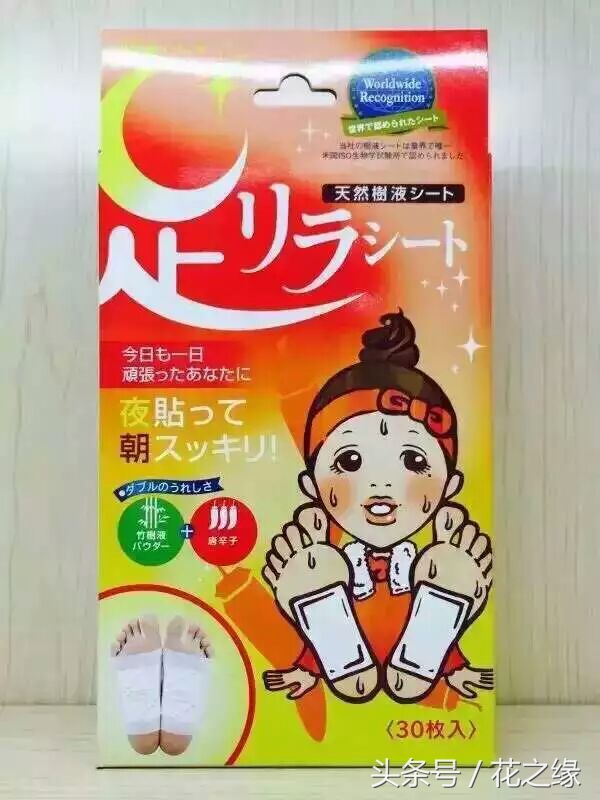 Worldwide
Recognition
世界で認められたシート
当社の樹液シートは業界で唯一
米国ISO生物学試験所で認められました
天然樹液シート
足リラシート
今日も一日
頑張ったあなたに
夜貼って
朝スッキリ!
●ダブルのうれしさ
竹樹液
パウダー
+
唐辛子
〈30枚入〉
头条号 / 花之缘